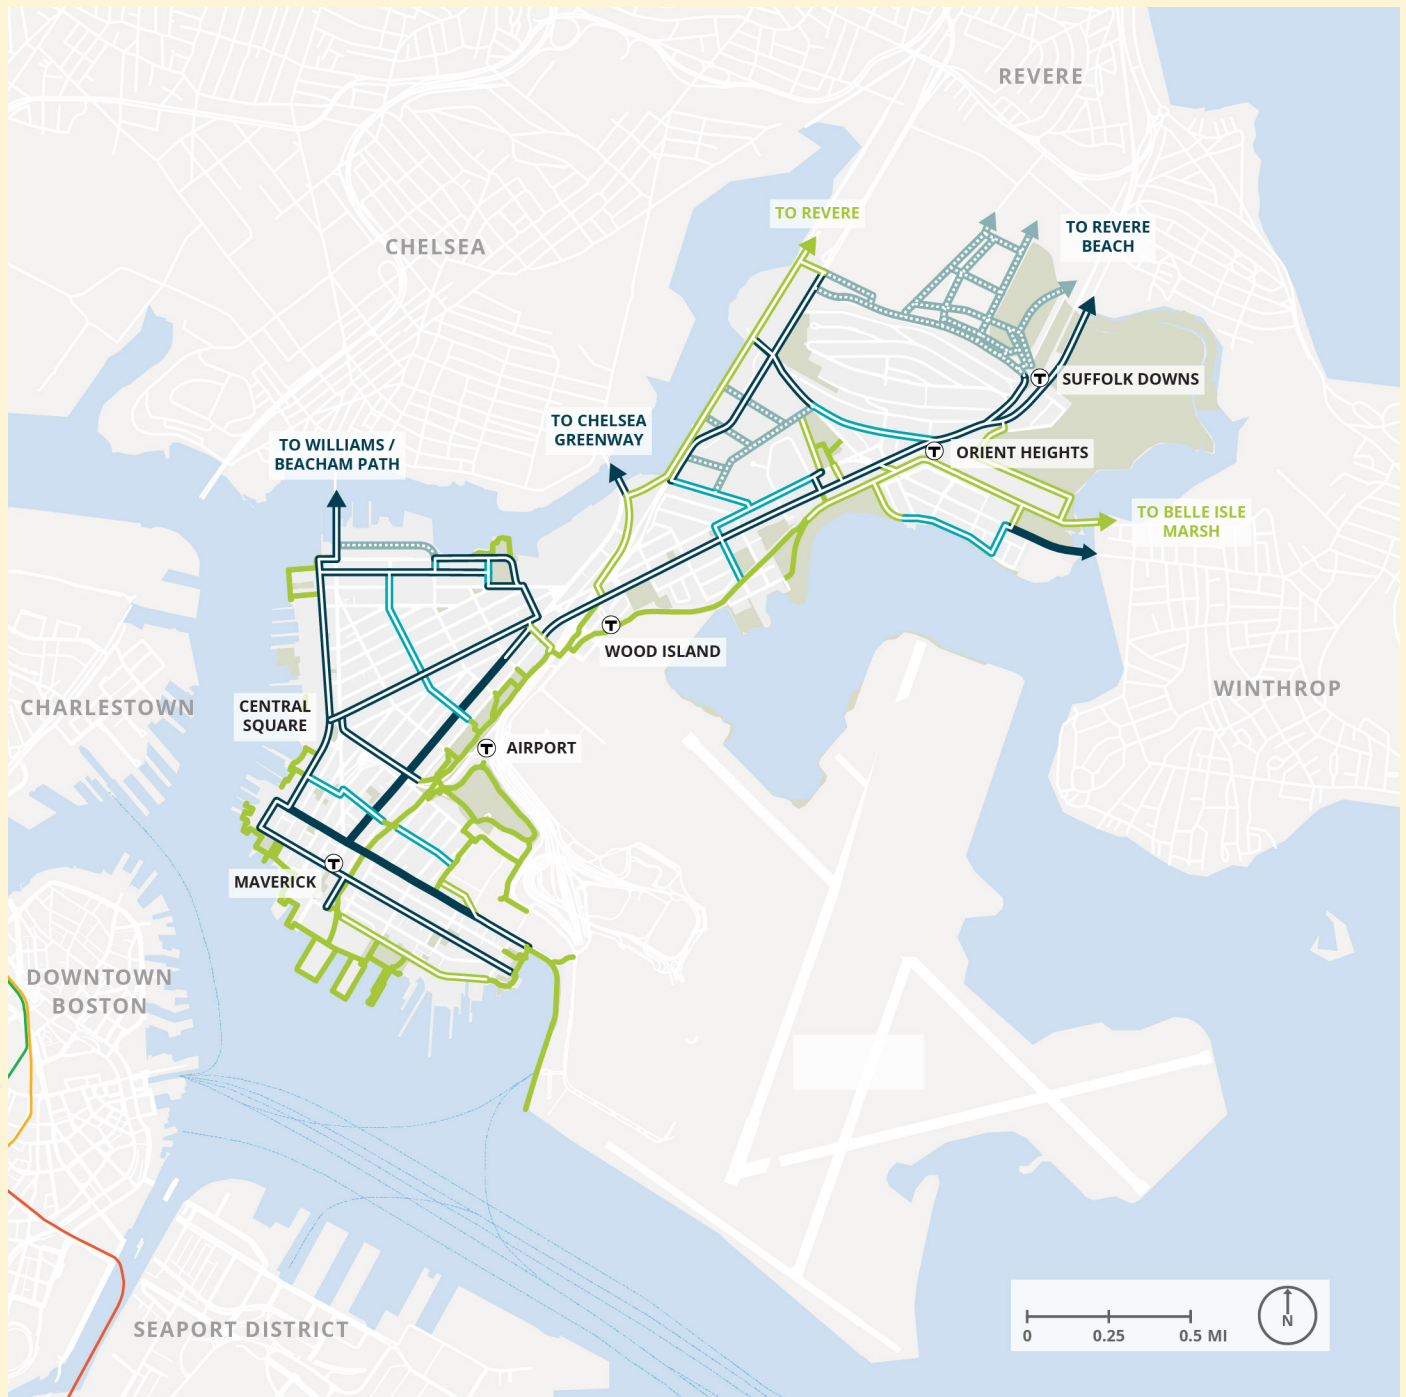 REVERE
TO REVERE
TO REVERE
BEACH
CHELSEA
SUFFOLK DOWNS
TO CHELSEA
GREENWAY
TO WILLIAMS /
BEACHAM PATH
ORIENT HEIGHTS
TO BELLE ISLE
MARSH
WOOD ISLAND
WINTHROP
CHARLESTOWN
CENTRAL
SQUARE
AIRPORT
MAVERICK
DOWNTOWN
BOSTON
SEAPORT DISTRICT
T
T
T
T
T
T
N
0 0.25 0.5 MI